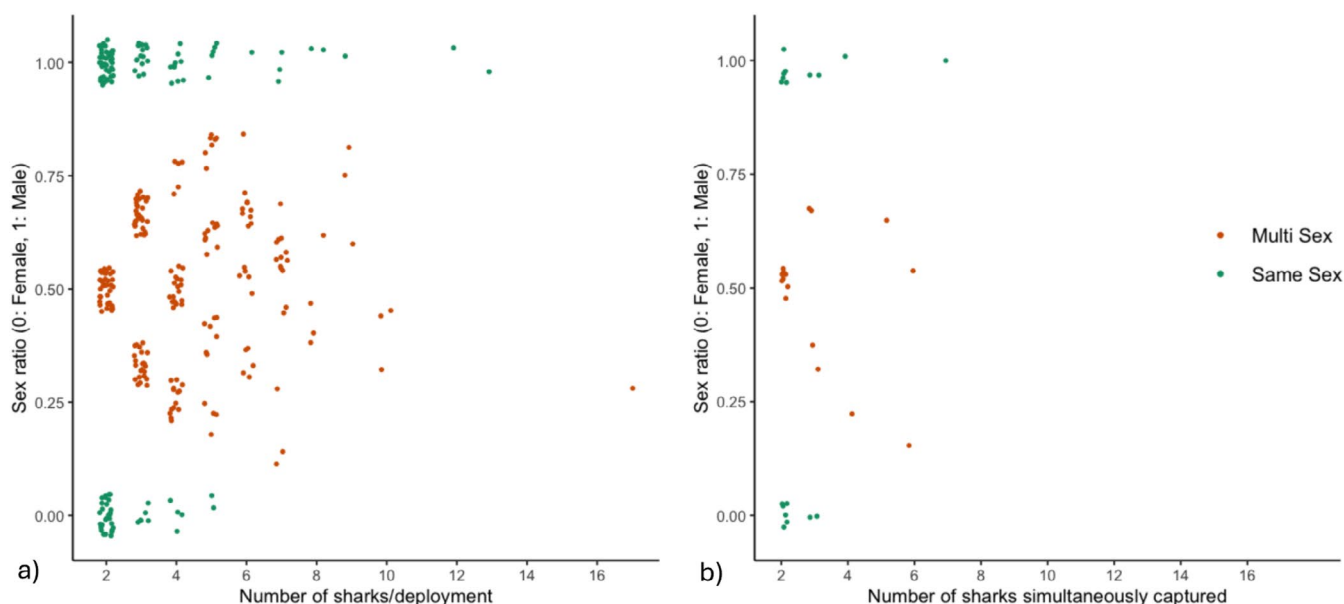 Sex ratio (0: Female, 1: Male)
1.00
0.75
0.50
0.25
0.00
2 4 6 8 10 12 14 16
Number of sharks/deployment
a)
Sex ratio (0: Female, 1: Male)
1.00
0.75
0.50
0.25
0.00
2 4 6 8 10 12 14 16
Number of sharks simultaneously captured
b)
Multi Sex
Same Sex